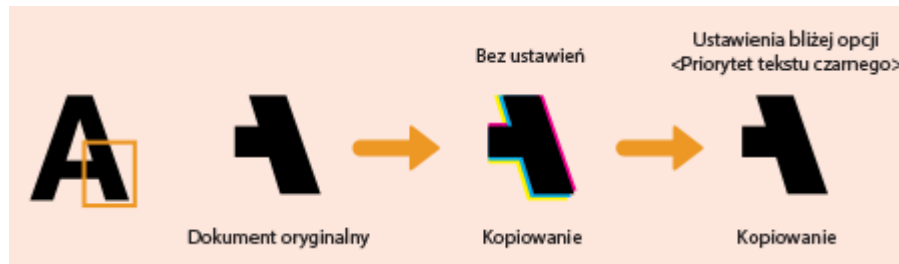 Ustawienia bliżej opcji
Bez ustawień
<Priorytet tekstu czarnego>
A
Dokument oryginalny
Kopiowanie
Kopiowanie